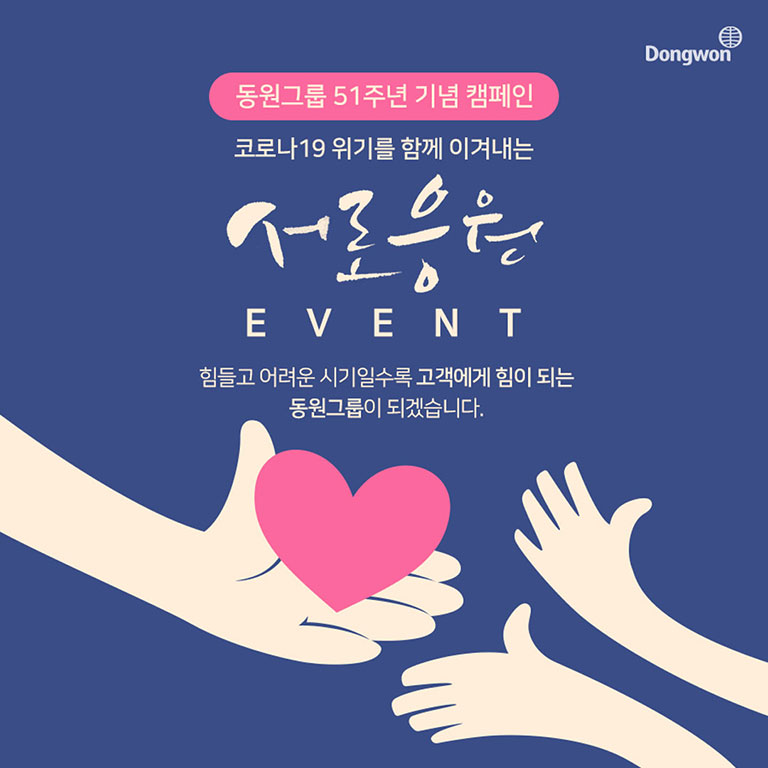 Dongwon
동원그룹 51주년 기념 캠페인
코로나19 위기를 함께 이겨내는
서로응원
EVENT
힘들고 어려운 시기일수록 고객에게 힘이 되는
동원그룹이 되겠습니다.